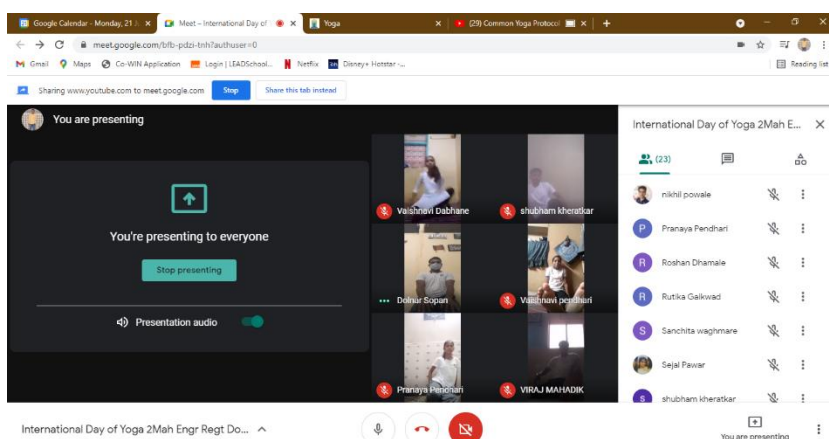 Google Calendar - Monday, 21 J
Meet – International Day of Y
Yoga
(29) Common Yoga Protocol
meet.google.com/bfb-pdzi-tnh?authuser=0
Gmail
Maps
Co-WIN Application
Login | LEADSchool...
Netflix
Disney+ Hotstar -...
Reading list
Sharing www.youtube.com to meet.google.com
Stop
Share this tab instead
You are presenting
You're presenting to everyone
Stop presenting
Presentation audio
Vaishnavi Dabhane
shubham kheratkar
Dolnar Sopan
Vaishnavi pendhari
Pranaya Pendhari
VIRAJ MAHADIK
International Day of Yoga 2Mah E...
(23)
nikhil powale
P
Pranaya Pendhari
R
Roshan Dhamale
R
Rutika Gaikwad
S
Sanchita waghmare
Sejal Pawar
s
shubham kheratkar
International Day of Yoga 2Mah Engr Regt Do...
You are presenting